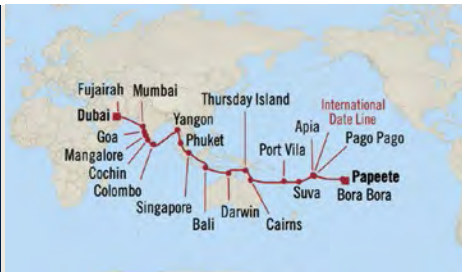 Fujairah
Mumbai
Dubai
Goa
Mangalore
Cochin
Colombo
Yangon
Phuket
Singapore
Bali
Thursday Island
Darwin
Cairns
Port Vila
Suva
Apia
International
Date Line
Pago Pago
Papeete
Bora Bora